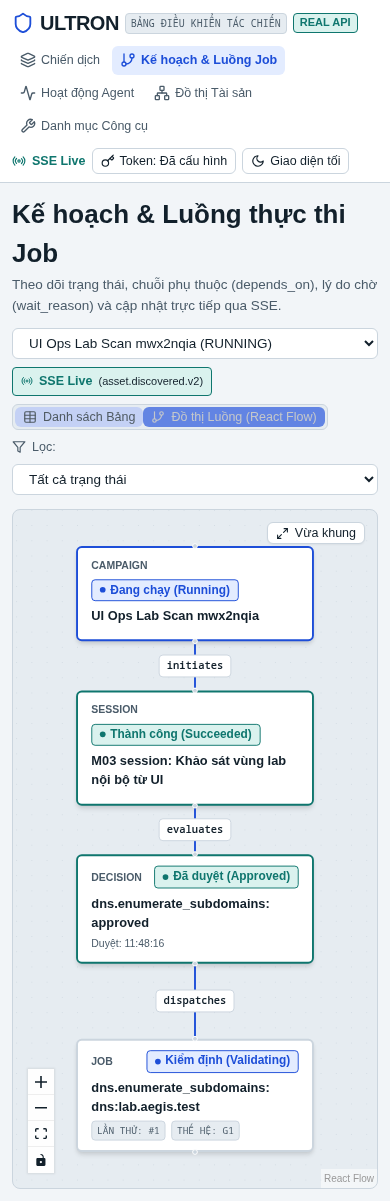 ULTRON BẢNG ĐIỀU KHIỂN TÁC CHIẾN REAL API
Chiến dịch Kế hoạch & Luồng Job
Hoạt động Agent Đồ thị Tài sản
Danh mục Công cụ
SSE Live Token: Đã cấu hình Giao diện tối
Kế hoạch & Luồng thực thi
Job
Theo dõi trạng thái, chuỗi phụ thuộc (depends_on), lý do chờ
(wait_reason) và cập nhật trực tiếp qua SSE.
UI Ops Lab Scan mwx2nqia (RUNNING)
SSE Live (asset.discovered.v2)
Danh sách Bảng Đồ thị Luồng (React Flow)
Lọc:
Tất cả trạng thái
Vừa khung
CAMPAIGN
Đang chạy (Running)
UI Ops Lab Scan mwx2nqia
initiates
SESSION
Thành công (Succeeded)
M03 session: Khảo sát vùng lab
nội bộ từ UI
evaluates
DECISION Đã duyệt (Approved)
dns.enumerate_subdomains:
approved
Duyệt: 11:48:16
dispatches
JOB Kiểm định (Validating)
dns.enumerate_subdomains:
dns:lab.aegis.test
LẦN THỬ: #1 THẾ HỆ: G1
React Flow